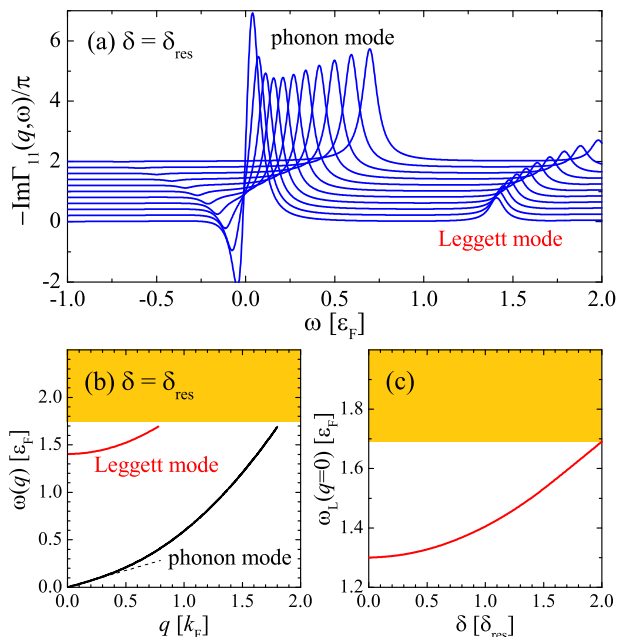 (a) δ = δres
phonon mode
−ImΓ11(q,ω)/π
6
4
2
0
-2
Leggett mode
-1.0 -0.5 0.0 0.5 1.0 1.5 2.0
ω [εF]
(b) δ = δres
ω(q) [εF]
2.0
1.5
1.0
0.5
0.0
Leggett mode
phonon mode
0.0 0.4 0.8 1.2 1.6 2.0
q [kF]
(c)
ωL(q=0) [εF]
1.8
1.6
1.4
1.2
0.0 0.5 1.0 1.5 2.0
δ [δres]